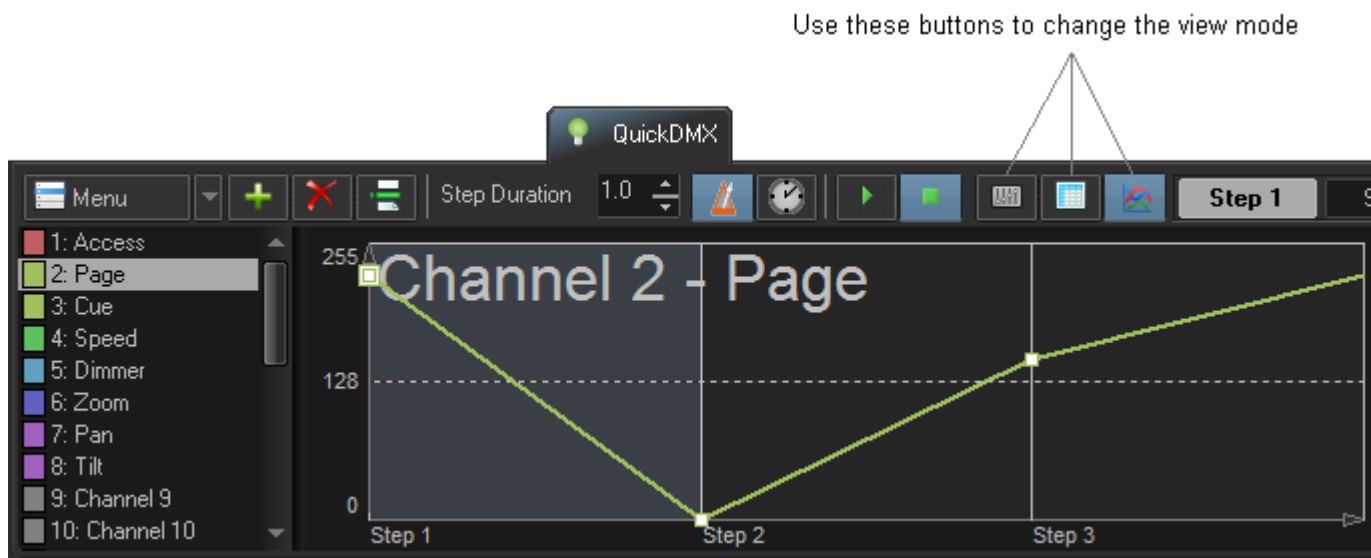 Use these buttons to change the view mode
QuickDMX
Menu
Step Duration
1.0
Step 1
S
1: Access
2: Page
3: Cue
4: Speed
5: Dimmer
6: Zoom
7: Pan
8: Tilt
9: Channel 9
10: Channel 10
255
Channel 2 - Page
128
0
Step 1
Step 2
Step 3